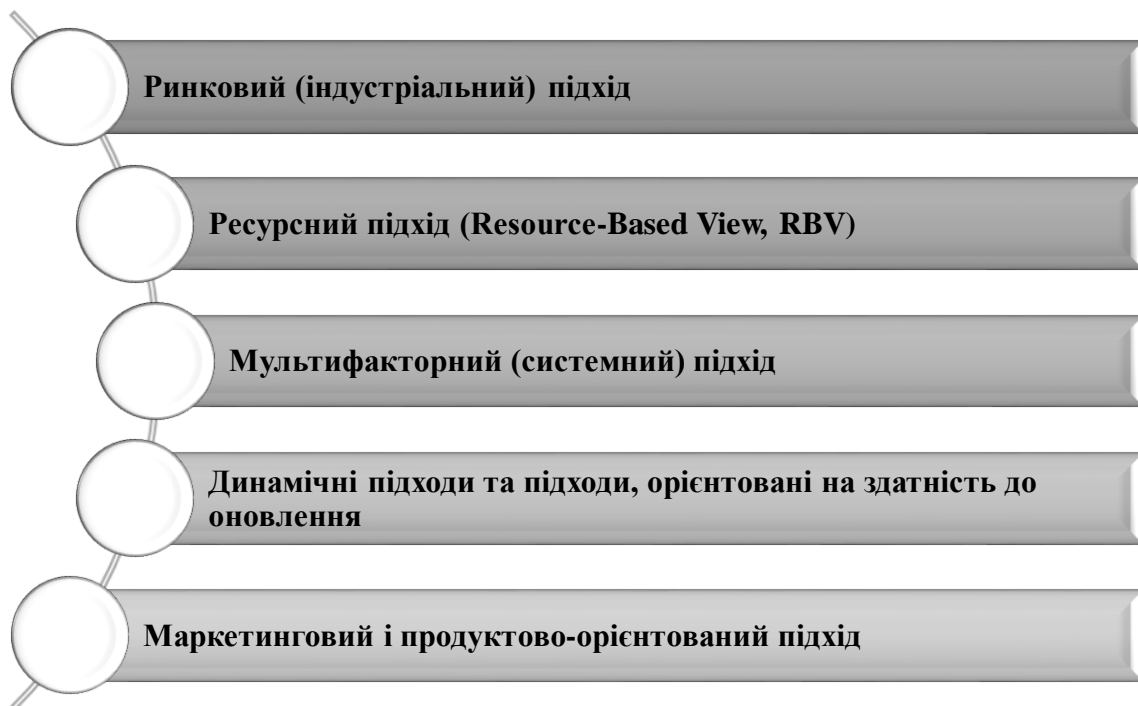 Ринковий (індустріальний) підхід
Ресурсний підхід (Resource-Based View, RBV)
Мультифакторний (системний) підхід
Динамічні підходи та підходи, орієнтовані на здатність до
оновлення
Маркетинговий і продуктово-орієнтований підхід